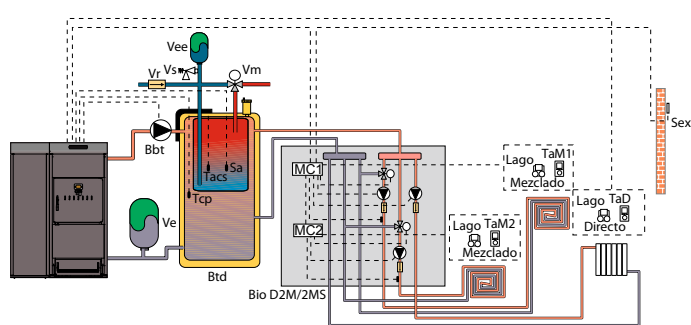 Vee
Vs
Vr
Vm
Bbt
Sa
Tacs
Tcp
Ve
Btd
MC1
MC2
Bio D2M/2MS
Lago TaM1
Mezclado
Lago TaM2
Mezclado
Lago TaD
Directo
Sex